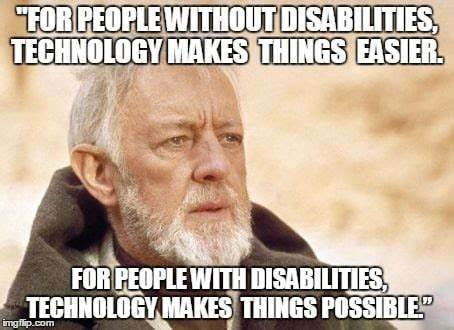 "FOR PEOPLE WITHOUT DISABILITIES,
TECHNOLOGY MAKES THINGS EASIER.
FOR PEOPLE WITH DISABILITIES,
TECHNOLOGY MAKES THINGS POSSIBLE.”
imgflip.com